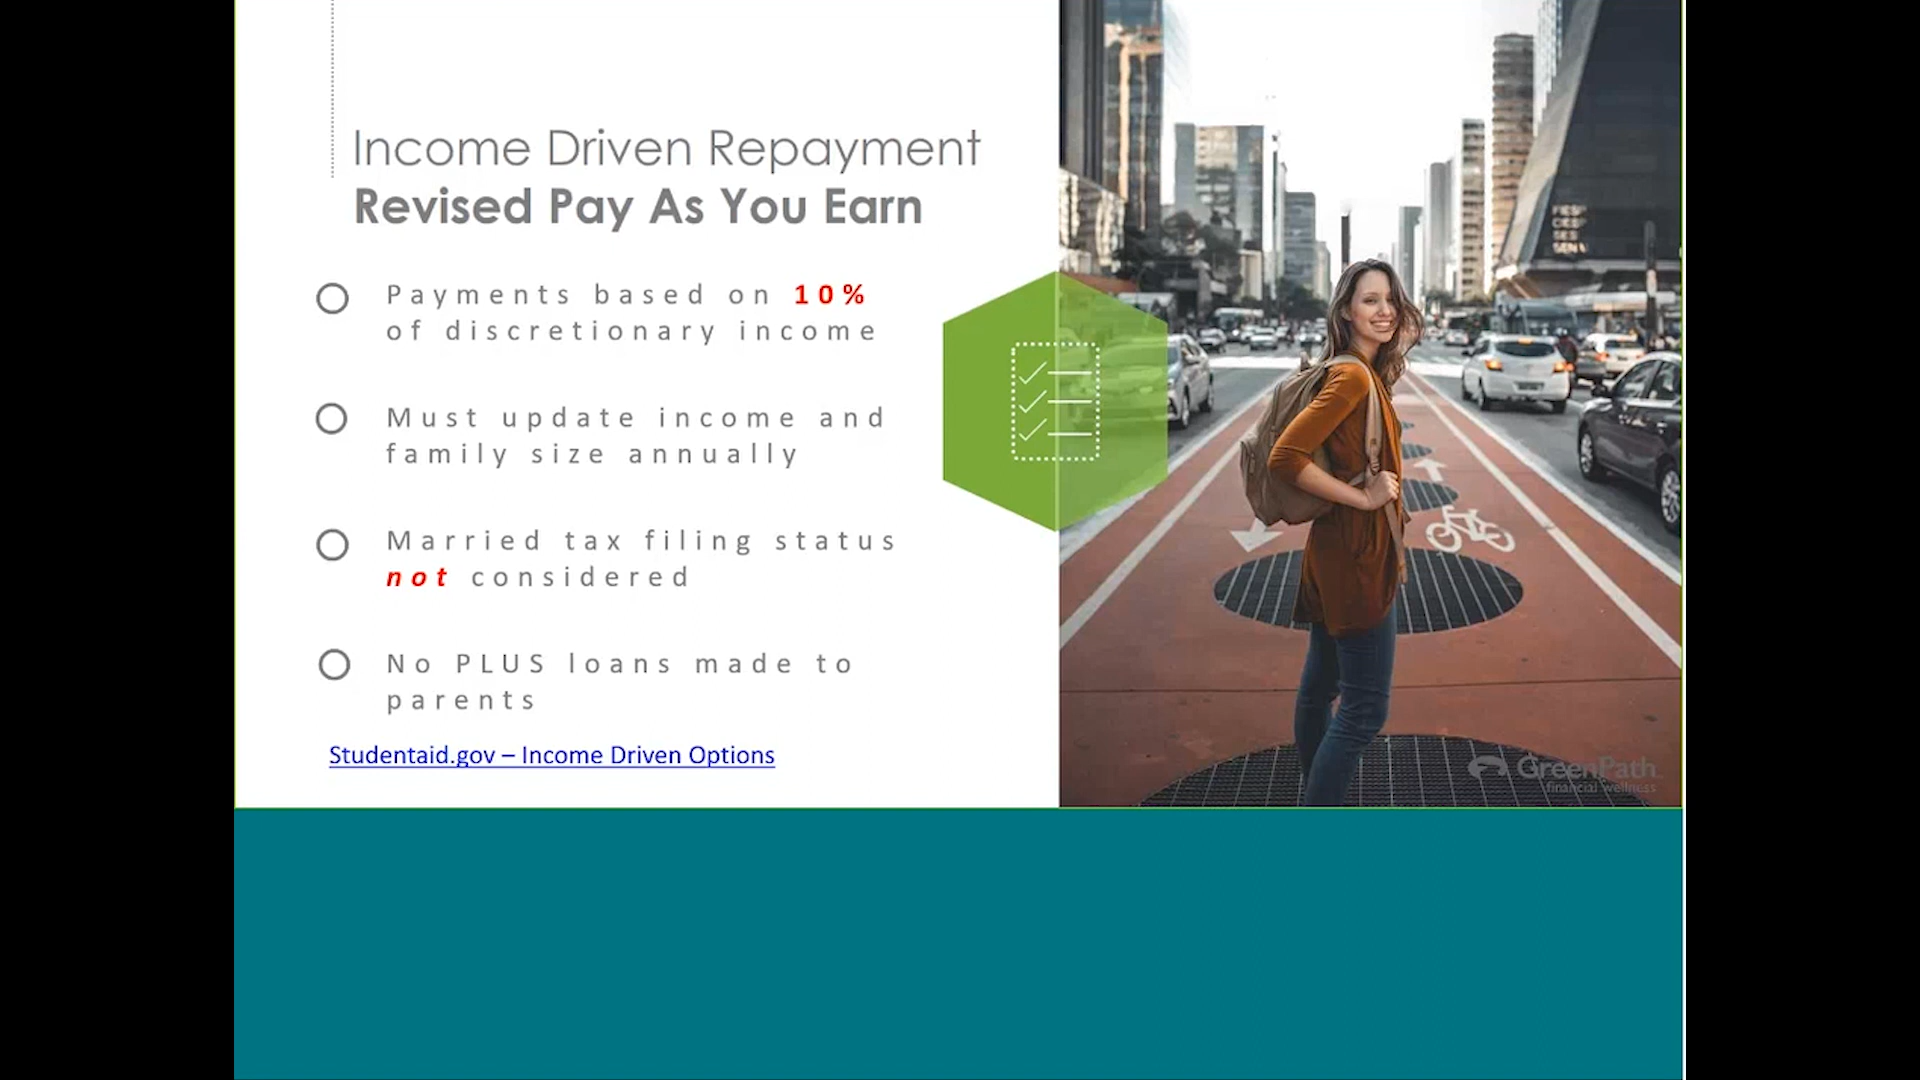 Income Driven Repayment
Revised Pay As You Earn
Payments based on 10%
of discretionary income
Must update income and
family size annually
Married tax filing status
not considered
No PLUS loans made to
parents
Studentaid.gov – Income Driven Options
GreenPath
financial wellness